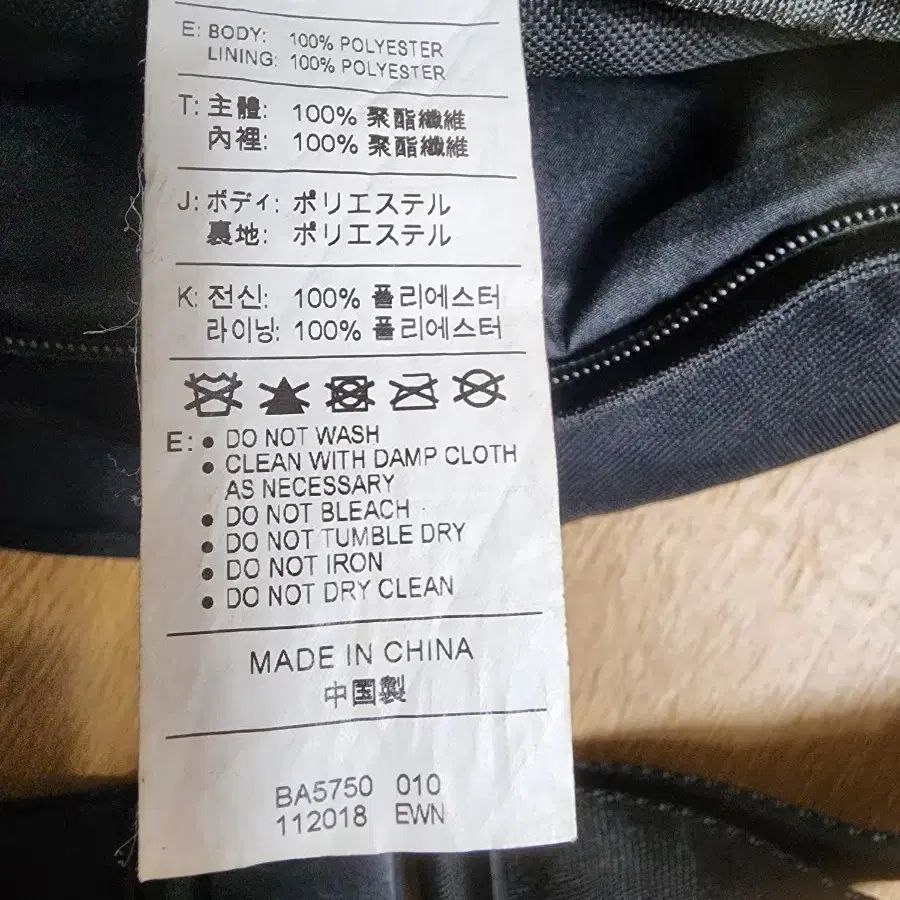 E: BODY: 100% POLYESTER
LINING: 100% POLYESTER
T: 主體: 100% 聚酯纖維
內裡: 100% 聚酯纖維
J: ボディ: ポリエステル
裏地: ポリエステル
K: 전신: 100% 폴리에스터
라이닝: 100% 폴리에스터
E: • DO NOT WASH
• CLEAN WITH DAMP CLOTH
AS NECESSARY
• DO NOT BLEACH
• DO NOT TUMBLE DRY
• DO NOT IRON
• DO NOT DRY CLEAN
MADE IN CHINA
中国製
BA5750 010
112018 EWN